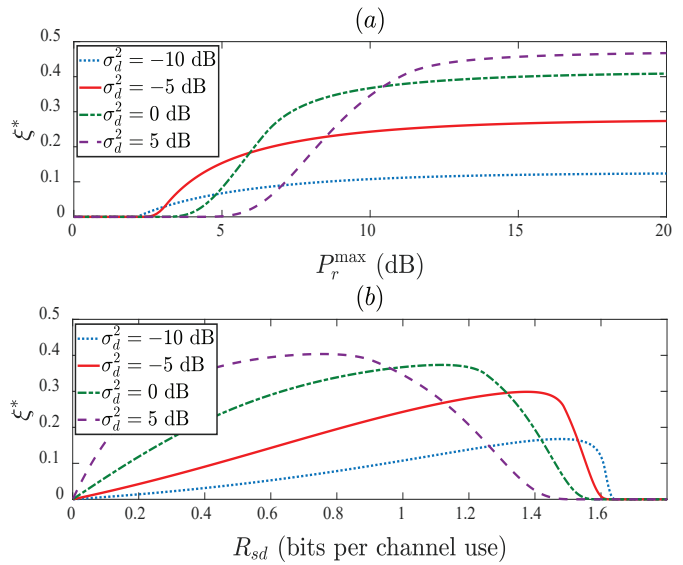 (a)
0.5
0.4
0.3
0.2
0.1
0
ξ*
σ_d^2 = −10 dB
σ_d^2 = −5 dB
σ_d^2 = 0 dB
σ_d^2 = 5 dB
0 5 10 15 20
P_r^max (dB)
(b)
0.5
0.4
0.3
0.2
0.1
0
ξ*
σ_d^2 = −10 dB
σ_d^2 = −5 dB
σ_d^2 = 0 dB
σ_d^2 = 5 dB
0 0.2 0.4 0.6 0.8 1 1.2 1.4 1.6
R_sd (bits per channel use)